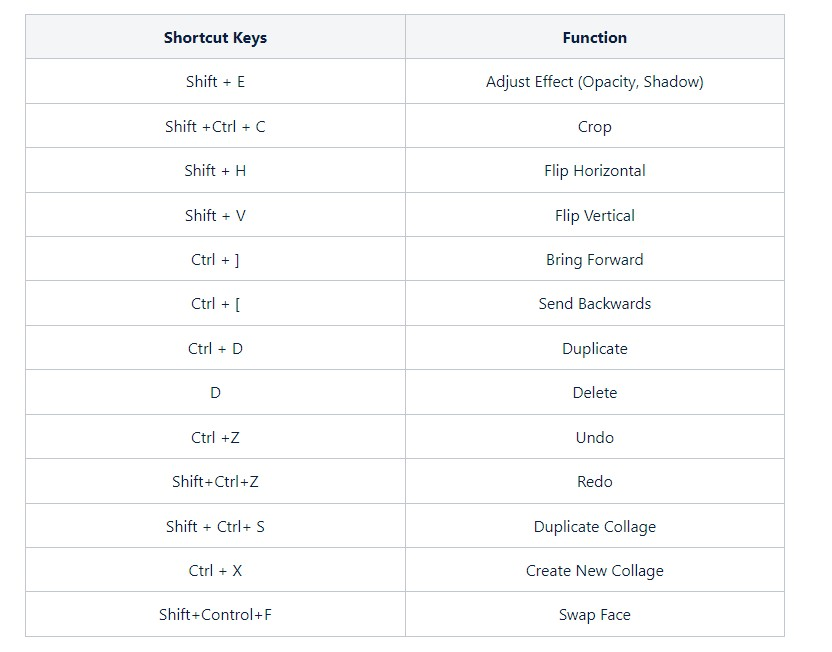 Shortcut Keys Function
Shift + E Adjust Effect (Opacity, Shadow)
Shift +Ctrl + C Crop
Shift + H Flip Horizontal
Shift + V Flip Vertical
Ctrl + ] Bring Forward
Ctrl + [ Send Backwards
Ctrl + D Duplicate
D Delete
Ctrl +Z Undo
Shift+Ctrl+Z Redo
Shift + Ctrl+ S Duplicate Collage
Ctrl + X Create New Collage
Shift+Control+F Swap Face